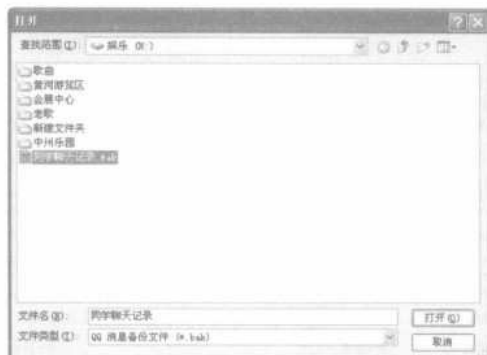 打开
查找范围(I): 娱乐 (H:)
歌曲
黄河游览区
会展中心
老歌
新建文件夹
中州乐园
同学聊天记录.bak
文件名(N): 同学聊天记录
打开(O)
文件类型(T): QQ 消息备份文件 (*.bak)
取消